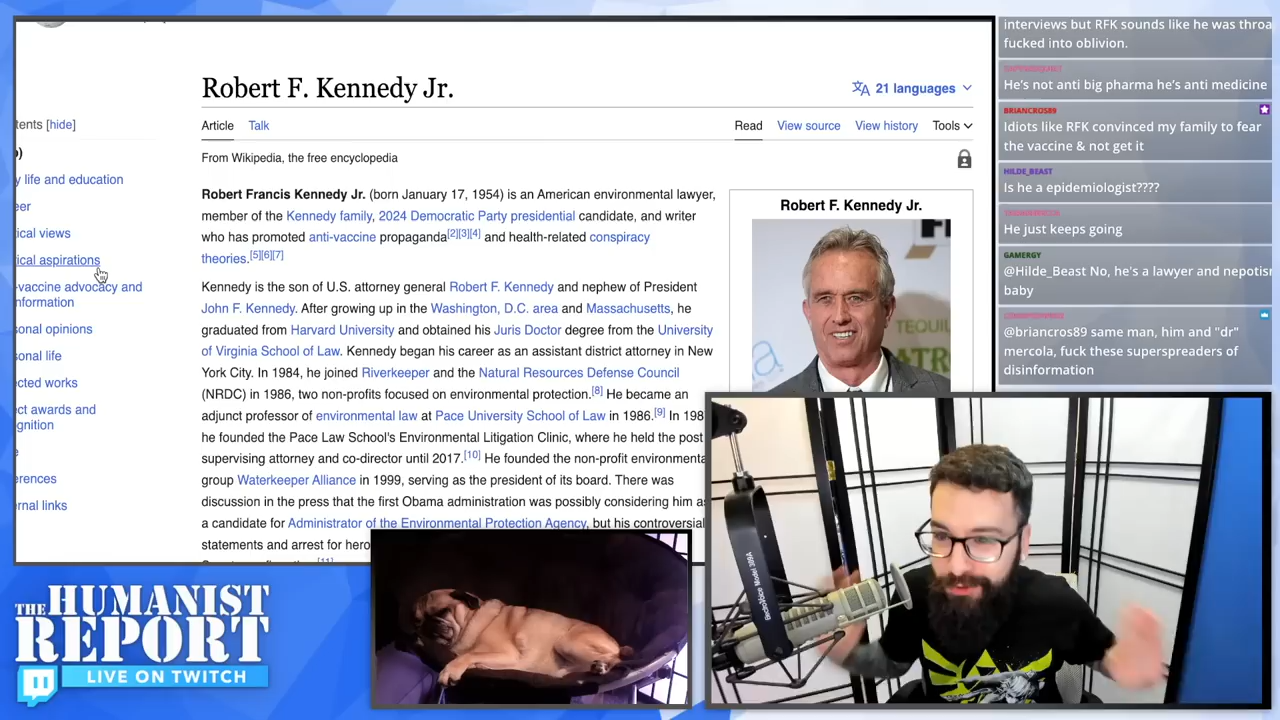 Robert F. Kennedy Jr.
21 languages
tents [hide]
Article Talk Read View source View history Tools
From Wikipedia, the free encyclopedia
y life and education
eer
ical views
ical aspirations
-vaccine advocacy and
nformation
sonal opinions
sonal life
ected works
ect awards and
gnition
e
erences
rnal links
Robert Francis Kennedy Jr. (born January 17, 1954) is an American environmental lawyer,
member of the Kennedy family, 2024 Democratic Party presidential candidate, and writer
who has promoted anti-vaccine propaganda[2][3][4] and health-related conspiracy
theories.[5][6][7]
Kennedy is the son of U.S. attorney general Robert F. Kennedy and nephew of President
John F. Kennedy. After growing up in the Washington, D.C. area and Massachusetts, he
graduated from Harvard University and obtained his Juris Doctor degree from the University
of Virginia School of Law. Kennedy began his career as an assistant district attorney in New
York City. In 1984, he joined Riverkeeper and the Natural Resources Defense Council
(NRDC) in 1986, two non-profits focused on environmental protection.[8] He became an
adjunct professor of environmental law at Pace University School of Law in 1986.[9] In 198
he founded the Pace Law School's Environmental Litigation Clinic, where he held the post
supervising attorney and co-director until 2017.[10] He founded the non-profit environmenta
group Waterkeeper Alliance in 1999, serving as the president of its board. There was
discussion in the press that the first Obama administration was possibly considering him a
a candidate for Administrator of the Environmental Protection Agency, but his controversial
statements and arrest for hero
[11]
Robert F. Kennedy Jr.
TEQUIL
interviews but RFK sounds like he was throa
fucked into oblivion.
He's not anti big pharma he's anti medicine
BRIANCROS89
Idiots like RFK convinced my family to fear
the vaccine & not get it
HILDE_BEAST
Is he a epidemiologist????
He just keeps going
GAMERGY
@Hilde_Beast No, he's a lawyer and nepotis
baby
@briancros89 same man, him and "dr"
mercola, fuck these superspreaders of
disinformation
THE HUMANIST
REPORT
LIVE ON TWITCH